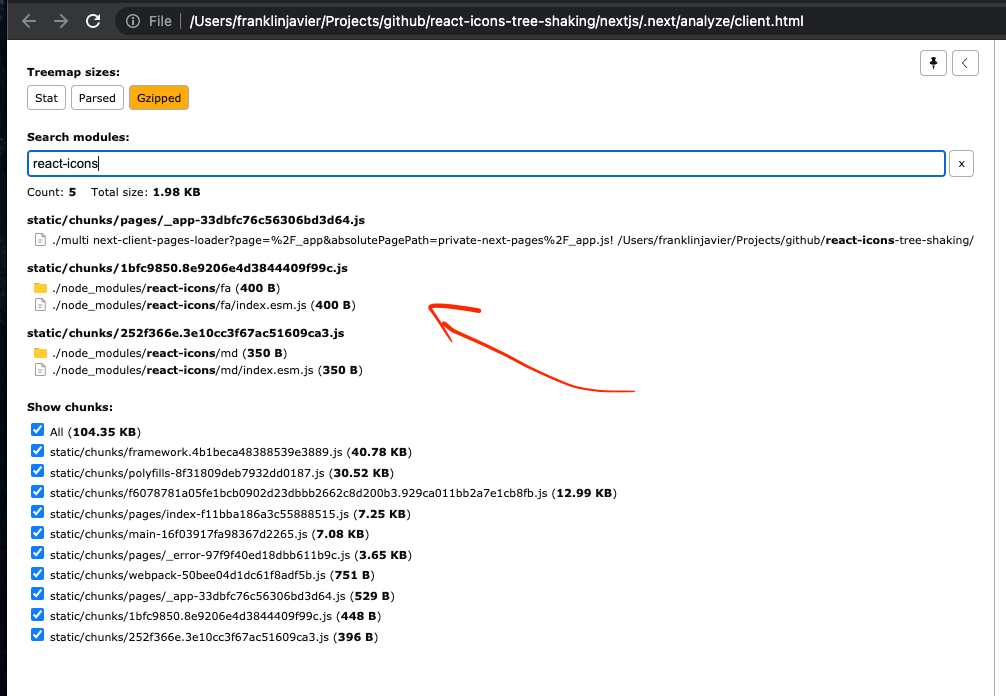 File | /Users/franklinjavier/Projects/github/react-icons-tree-shaking/nextjs/.next/analyze/client.html
Treemap sizes:
Stat Parsed Gzipped
Search modules:
react-icons x
Count: 5 Total size: 1.98 KB
static/chunks/pages/_app-33dbfc76c56306bd3d64.js
./multi next-client-pages-loader?page=%2F_app&absolutePagePath=private-next-pages%2F_app.js! /Users/franklinjavier/Projects/github/react-icons-tree-shaking/
static/chunks/1bfc9850.8e9206e4d3844409f99c.js
./node_modules/react-icons/fa (400 B)
./node_modules/react-icons/fa/index.esm.js (400 B)
static/chunks/252f366e.3e10cc3f67ac51609ca3.js
./node_modules/react-icons/md (350 B)
./node_modules/react-icons/md/index.esm.js (350 B)
Show chunks:
All (104.35 KB)
static/chunks/framework.4b1beca48388539e3889.js (40.78 KB)
static/chunks/polyfills-8f31809deb7932dd0187.js (30.52 KB)
static/chunks/f6078781a05fe1bcb0902d23dbbb2662c8d200b3.929ca011bb2a7e1cb8fb.js (12.99 KB)
static/chunks/pages/index-f11bba186a3c55888515.js (7.25 KB)
static/chunks/main-16f03917fa98367d2265.js (7.08 KB)
static/chunks/pages/_error-97f9f40ed18dbb611b9c.js (3.65 KB)
static/chunks/webpack-50bee04d1dc61f8adf5b.js (751 B)
static/chunks/pages/_app-33dbfc76c56306bd3d64.js (529 B)
static/chunks/1bfc9850.8e9206e4d3844409f99c.js (448 B)
static/chunks/252f366e.3e10cc3f67ac51609ca3.js (396 B)